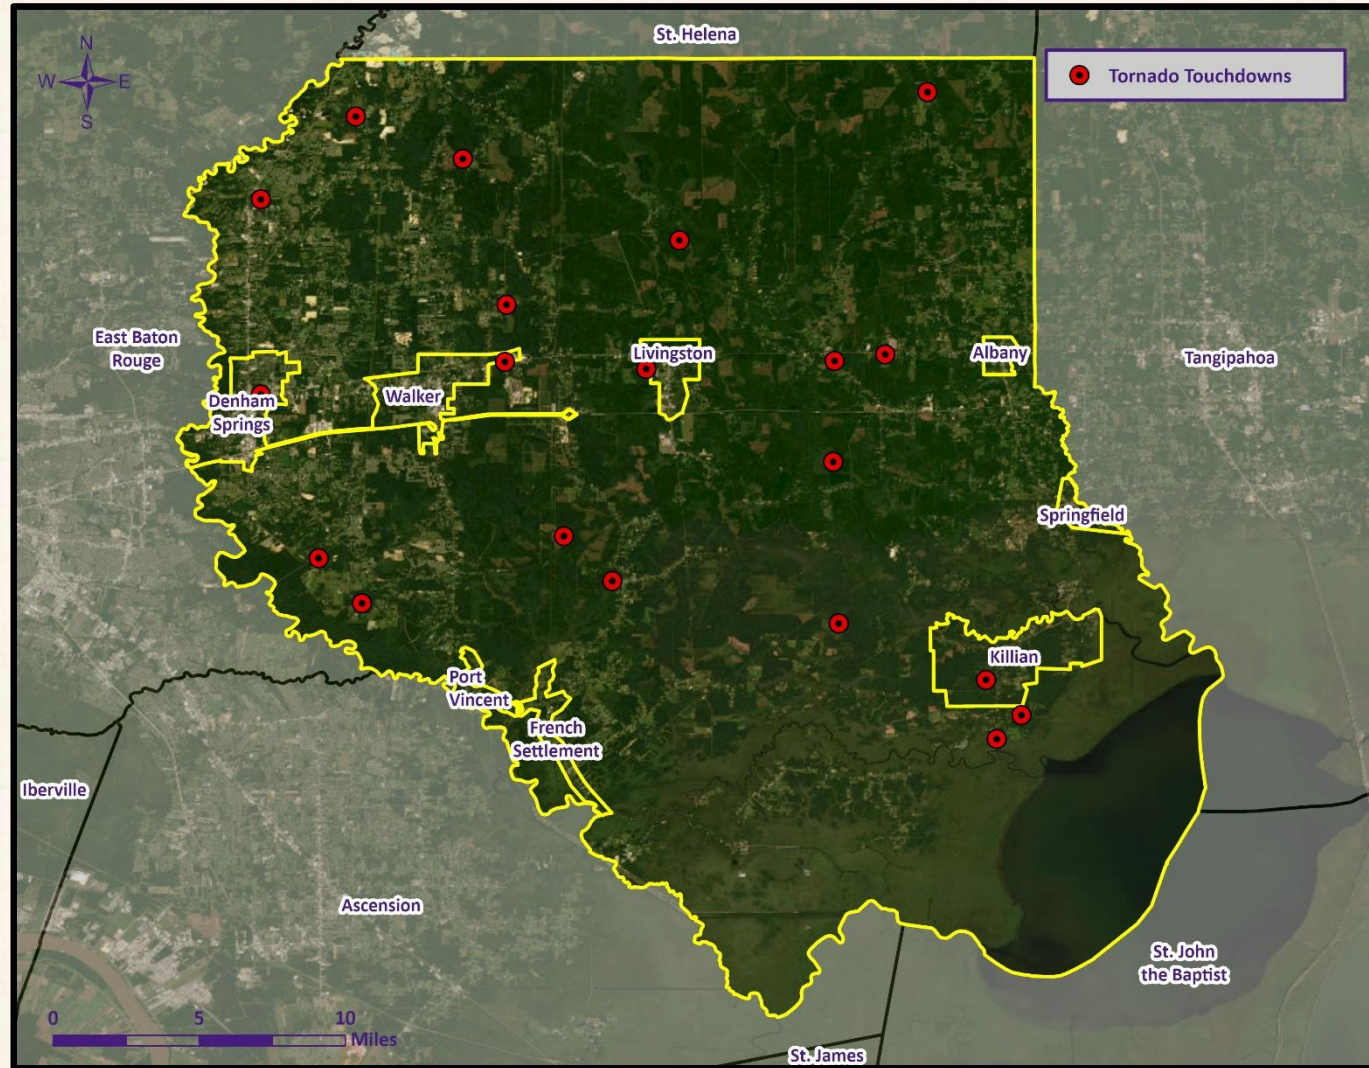 St. Helena
N
W E
S
Tornado Touchdowns
East Baton
Rouge
Livingston
Albany
Tangipahoa
Walker
Denham
Springs
Springfield
Killian
Port
Vincent
French
Settlement
Iberville
Ascension
St. John
the Baptist
0 5 10
Miles
St. James